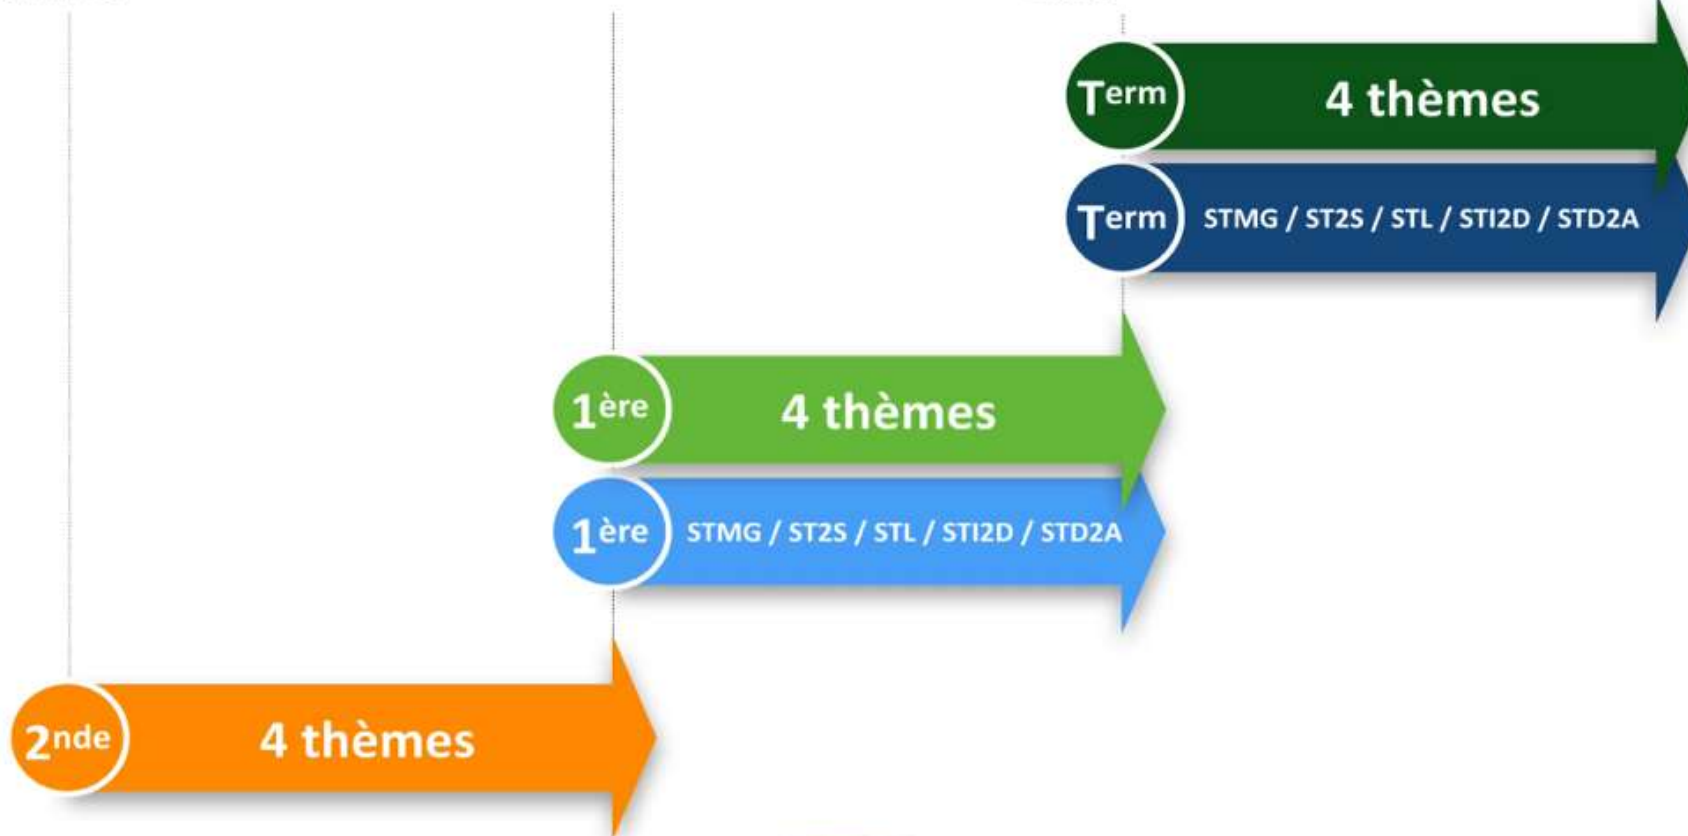 Term 4 thèmes
Term STMG / ST2S / STL / STI2D / STD2A
1ère 4 thèmes
1ère STMG / ST2S / STL / STI2D / STD2A
2nde 4 thèmes